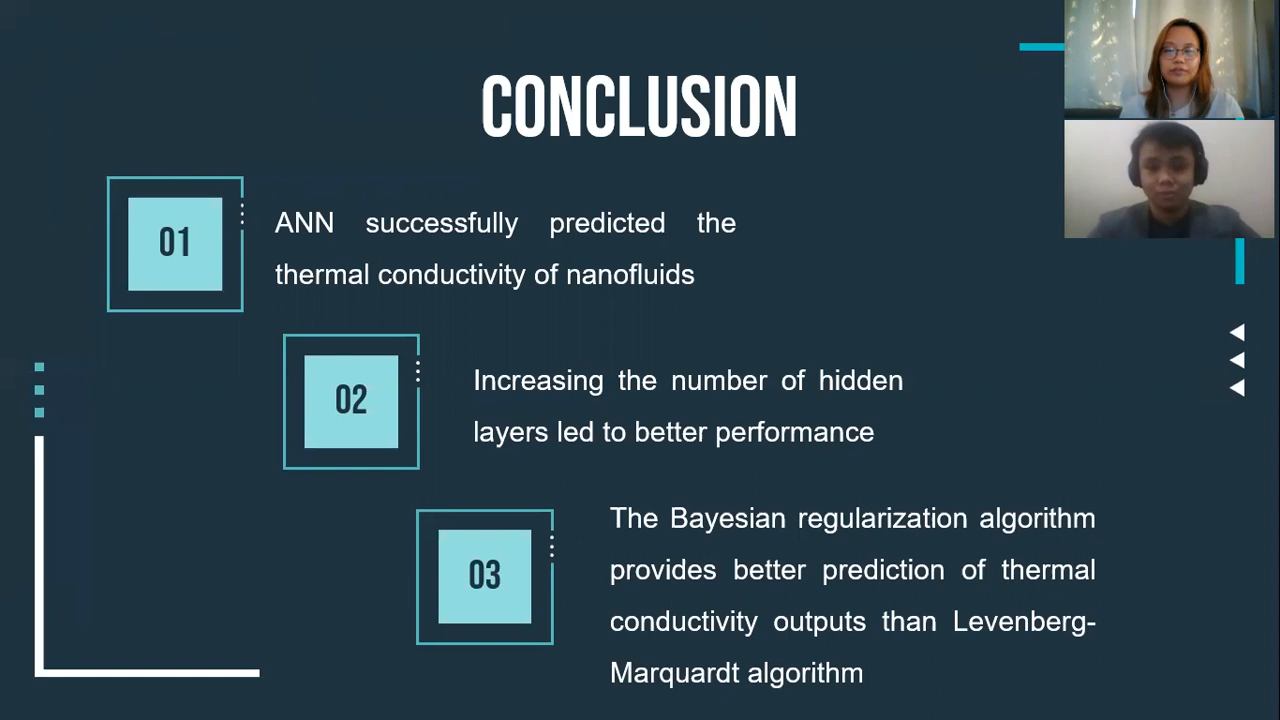 CONCLUSION
01
ANN successfully predicted the
thermal conductivity of nanofluids
02
Increasing the number of hidden
layers led to better performance
03
The Bayesian regularization algorithm
provides better prediction of thermal
conductivity outputs than Levenberg-
Marquardt algorithm